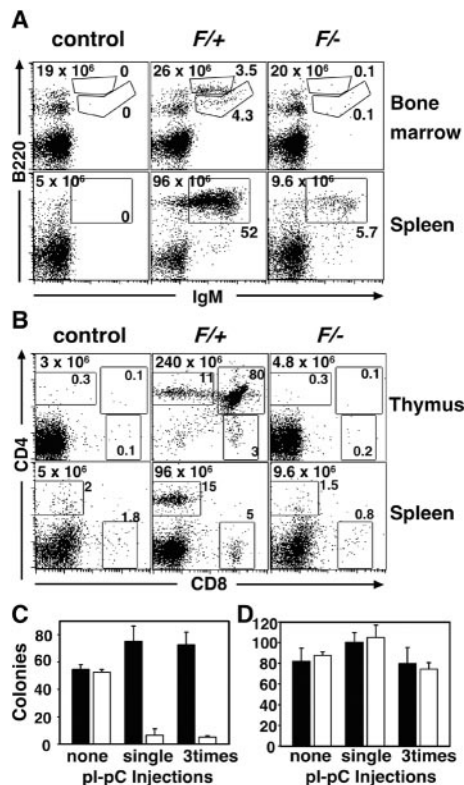 A
control F/+ F/-
19 x 10⁶ 0 26 x 10⁶ 3.5 20 x 10⁶ 0.1
0 4.3 0.1
Bone marrow
B220
5 x 10⁶ 96 x 10⁶ 9.6 x 10⁶
0 52 5.7
Spleen
IgM
B
control F/+ F/-
3 x 10⁶ 240 x 10⁶ 4.8 x 10⁶
0.3 0.1 11 80 0.3 0.1
Thymus
0.1 3 0.2
CD4
5 x 10⁶ 96 x 10⁶ 9.6 x 10⁶
2 15 1.5
1.8 5 0.8
Spleen
CD8
C
Colonies
80
60
40
20
0
none single 3times
pI-pC Injections
D
120
100
80
60
40
20
0
none single 3times
pI-pC Injections